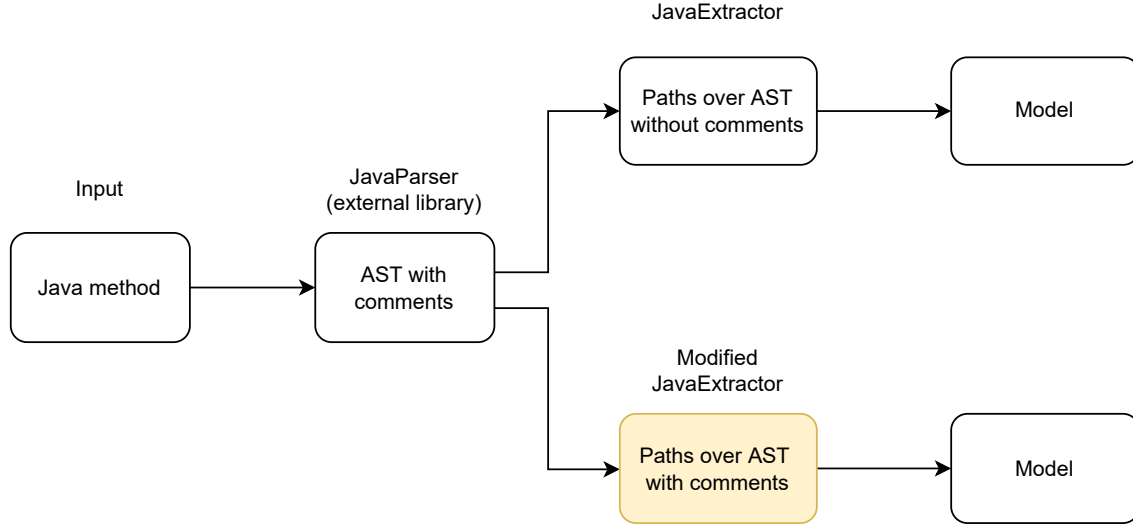 JavaExtractor
Paths over AST
without comments
Model
Input
JavaParser
(external library)
Java method
AST with
comments
Modified
JavaExtractor
Paths over AST
with comments
Model